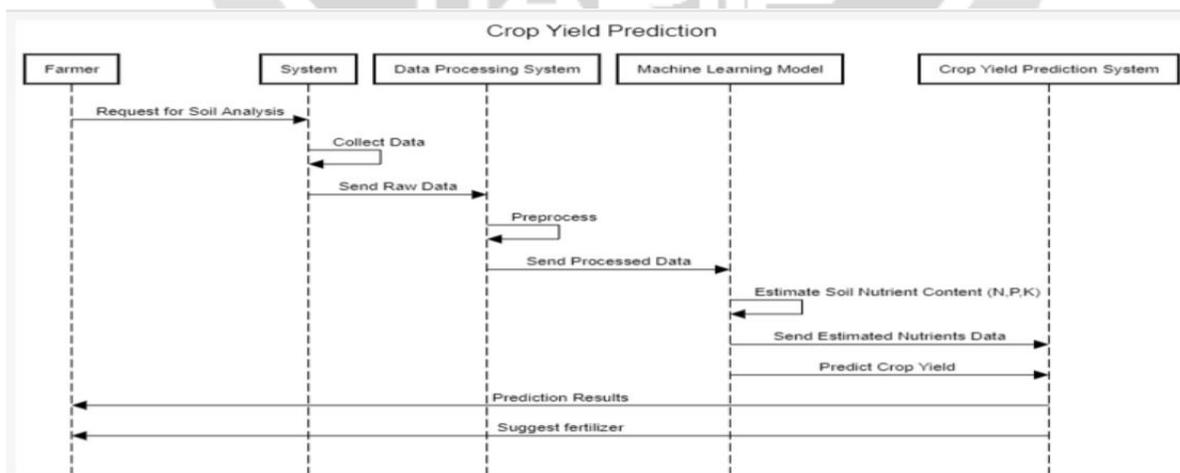 Crop Yield Prediction
Farmer
System
Data Processing System
Machine Learning Model
Crop Yield Prediction System
Request for Soil Analysis
Collect Data
Send Raw Data
Preprocess
Send Processed Data
Estimate Soil Nutrient Content (N,P,K)
Send Estimated Nutrients Data
Predict Crop Yield
Prediction Results
Suggest fertilizer